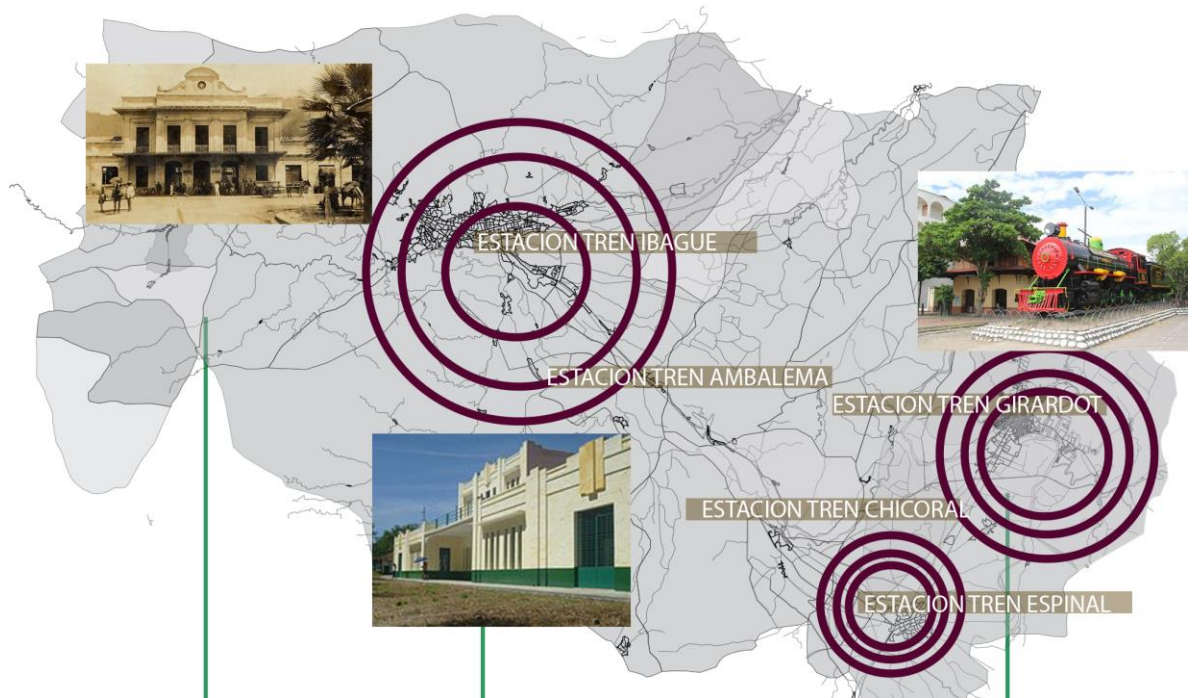 ESTACION TREN IBAGUE
ESTACION TREN AMBALEMA
ESTACION TREN GIRARDOT
ESTACION TREN CHICORAL
ESTACION TREN ESPINAL